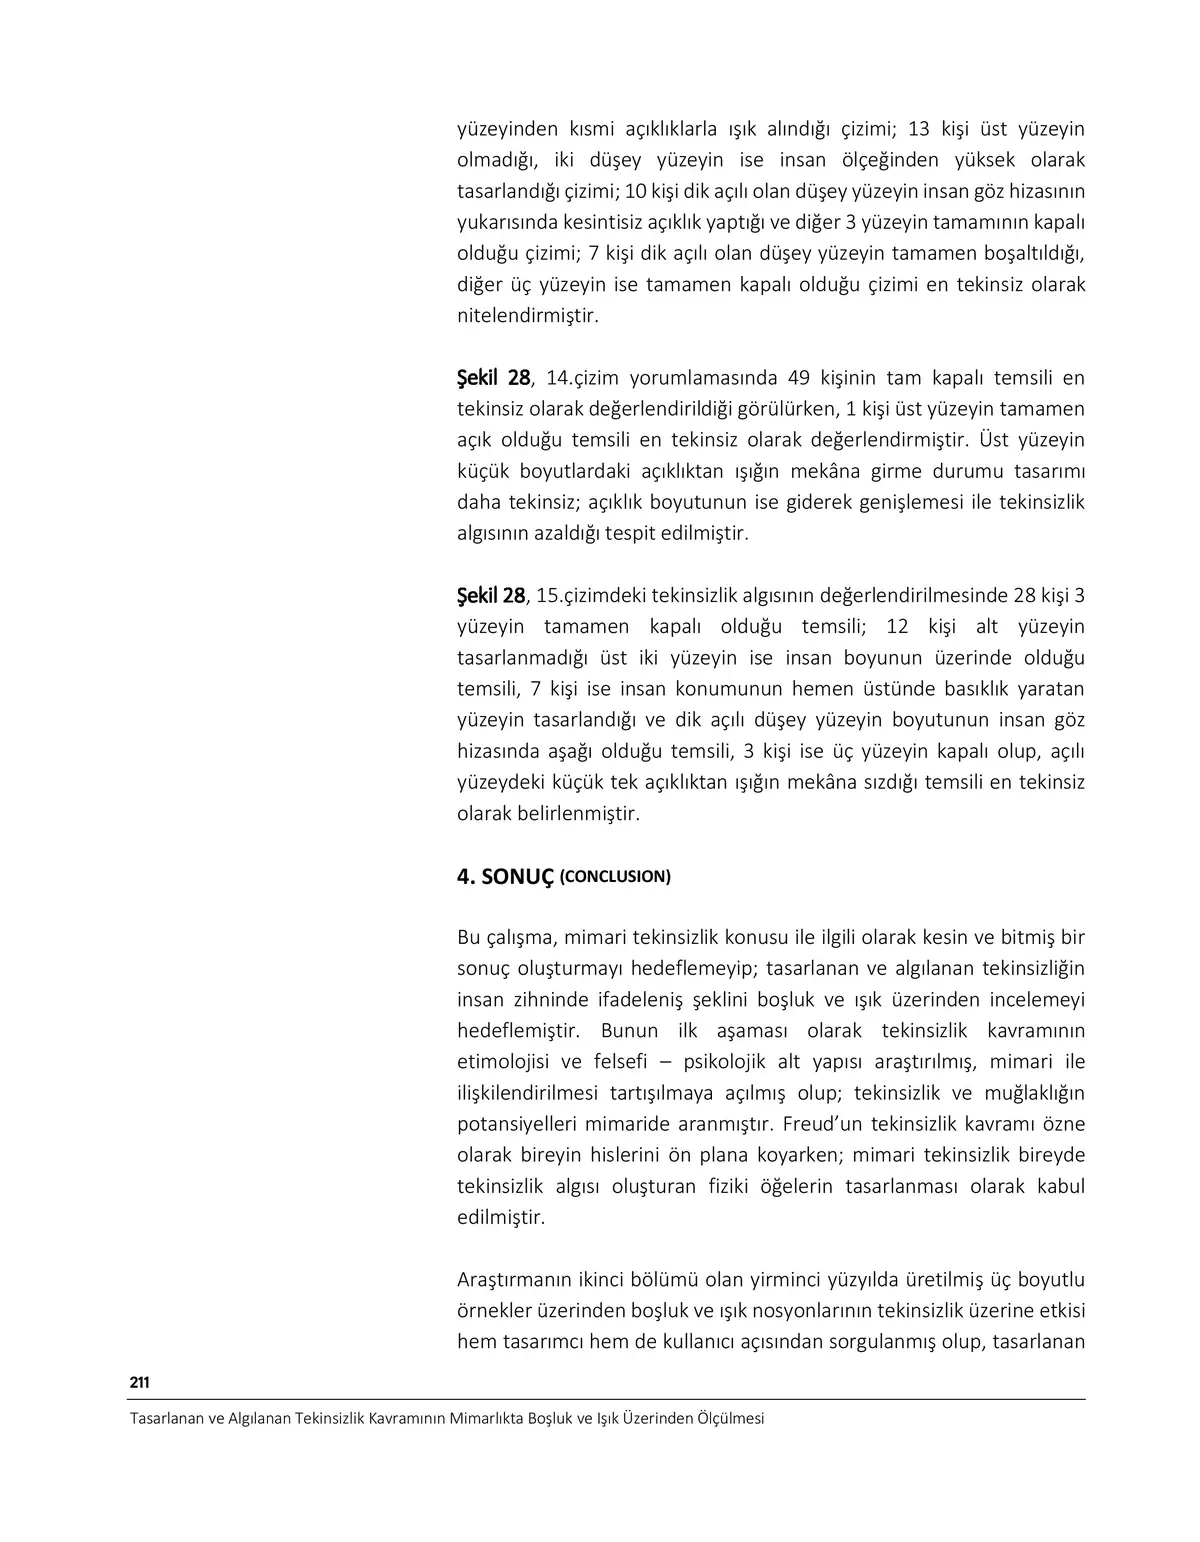 yüzeyinden kısmi açıklıklarla ışık alındığı çizimi; 13 kişi üst yüzeyin
olmadığı, iki düşey yüzeyin ise insan ölçeğinden yüksek olarak
tasarlandığı çizimi; 10 kişi dik açılı olan düşey yüzeyin insan göz hizasının
yukarısında kesintisiz açıklık yaptığı ve diğer 3 yüzeyin tamamının kapalı
olduğu çizimi; 7 kişi dik açılı olan düşey yüzeyin tamamen boşaltıldığı,
diğer üç yüzeyin ise tamamen kapalı olduğu çizimi en tekinsiz olarak
nitelendirmiştir.
Şekil 28, 14.çizim yorumlamasında 49 kişinin tam kapalı temsili en
tekinsiz olarak değerlendirildiği görülürken, 1 kişi üst yüzeyin tamamen
açık olduğu temsili en tekinsiz olarak değerlendirmiştir. Üst yüzeyin
küçük boyutlardaki açıklıktan ışığın mekâna girme durumu tasarımı
daha tekinsiz; açıklık boyutunun ise giderek genişlemesi ile tekinsizlik
algısının azaldığı tespit edilmiştir.
Şekil 28, 15.çizimdeki tekinsizlik algısının değerlendirilmesinde 28 kişi 3
yüzeyin tamamen kapalı olduğu temsili; 12 kişi alt yüzeyin
tasarlanmadığı üst iki yüzeyin ise insan boyunun üzerinde olduğu
temsili, 7 kişi ise insan konumunun hemen üstünde basıklık yaratan
yüzeyin tasarlandığı ve dik açılı düşey yüzeyin boyutunun insan göz
hizasında aşağı olduğu temsili, 3 kişi ise üç yüzeyin kapalı olup, açılı
yüzeydeki küçük tek açıklıktan ışığın mekâna sızdığı temsili en tekinsiz
olarak belirlenmiştir.
4. SONUÇ (CONCLUSION)
Bu çalışma, mimari tekinsizlik konusu ile ilgili olarak kesin ve bitmiş bir
sonuç oluşturmayı hedeflemeyip; tasarlanan ve algılanan tekinsizliğin
insan zihninde ifadeleniş şeklini boşluk ve ışık üzerinden incelemeyi
hedeflemiştir. Bunun ilk aşaması olarak tekinsizlik kavramının
etimolojisi ve felsefi – psikolojik alt yapısı araştırılmış, mimari ile
ilişkilendirilmesi tartışılmaya açılmış olup; tekinsizlik ve muğlaklığın
potansiyelleri mimaride aranmıştır. Freud’un tekinsizlik kavramı özne
olarak bireyin hislerini ön plana koyarken; mimari tekinsizlik bireyde
tekinsizlik algısı oluşturan fiziki öğelerin tasarlanması olarak kabul
edilmiştir.
Araştırmanın ikinci bölümü olan yirminci yüzyılda üretilmiş üç boyutlu
örnekler üzerinden boşluk ve ışık nosyonlarının tekinsizlik üzerine etkisi
hem tasarımcı hem de kullanıcı açısından sorgulanmış olup, tasarlanan
211
Tasarlanan ve Algılanan Tekinsizlik Kavramının Mimarlıkta Boşluk ve Işık Üzerinden Ölçülmesi